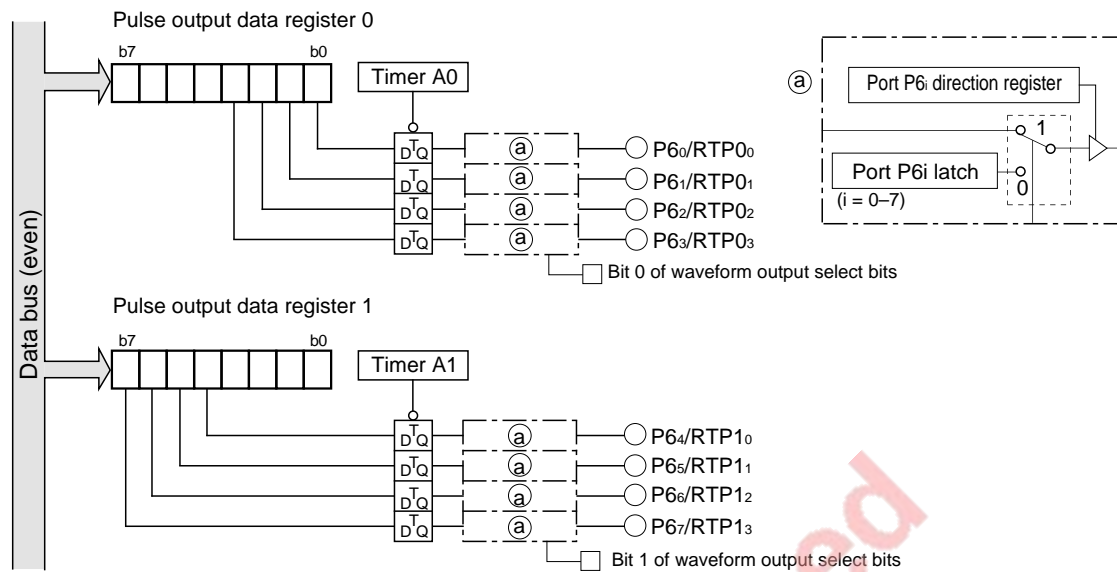 Pulse output data register 0
b7 b0
Timer A0
D T Q ⓐ P60/RTP00
D T Q ⓐ P61/RTP01
D T Q ⓐ P62/RTP02
D T Q ⓐ P63/RTP03
Bit 0 of waveform output select bits
ⓐ
Port P6i direction register
1
Port P6i latch
0
(i = 0–7)
Data bus (even)
Pulse output data register 1
b7 b0
Timer A1
D T Q ⓐ P64/RTP10
D T Q ⓐ P65/RTP11
D T Q ⓐ P66/RTP12
D T Q ⓐ P67/RTP13
Bit 1 of waveform output select bits